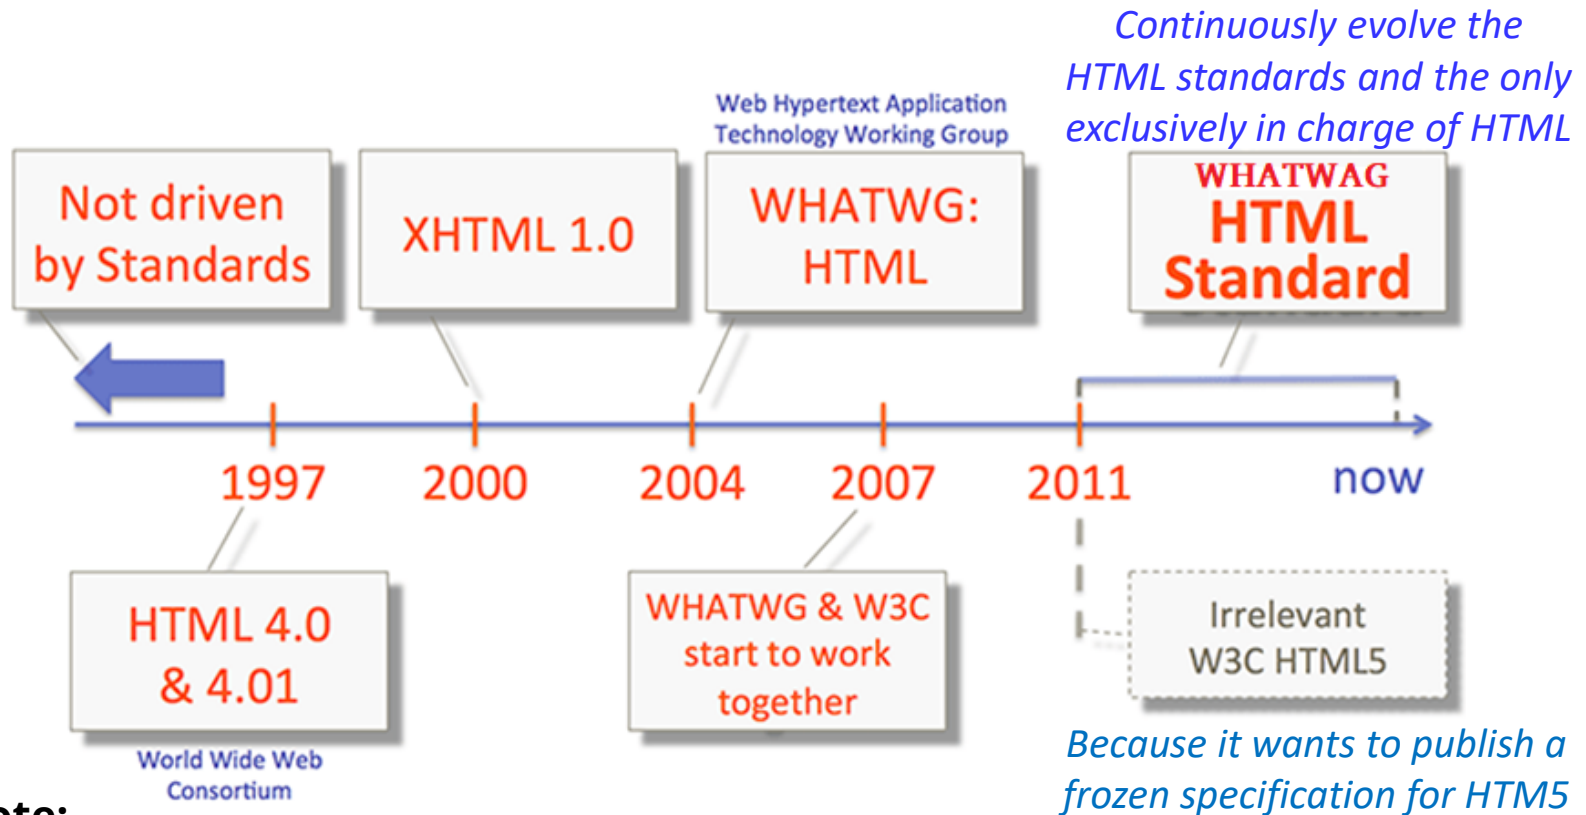 Continuously evolve the
HTML standards and the only
exclusively in charge of HTML
Web Hypertext Application
Technology Working Group
Not driven
by Standards
XHTML 1.0
WHATWG:
HTML
WHATWAG
HTML
Standard
1997
2000
2004
2007
2011
now
HTML 4.0
& 4.01
World Wide Web
Consortium
WHATWG & W3C
start to work
together
Irrelevant
W3C HTML5
Because it wants to publish a
frozen specification for HTM5